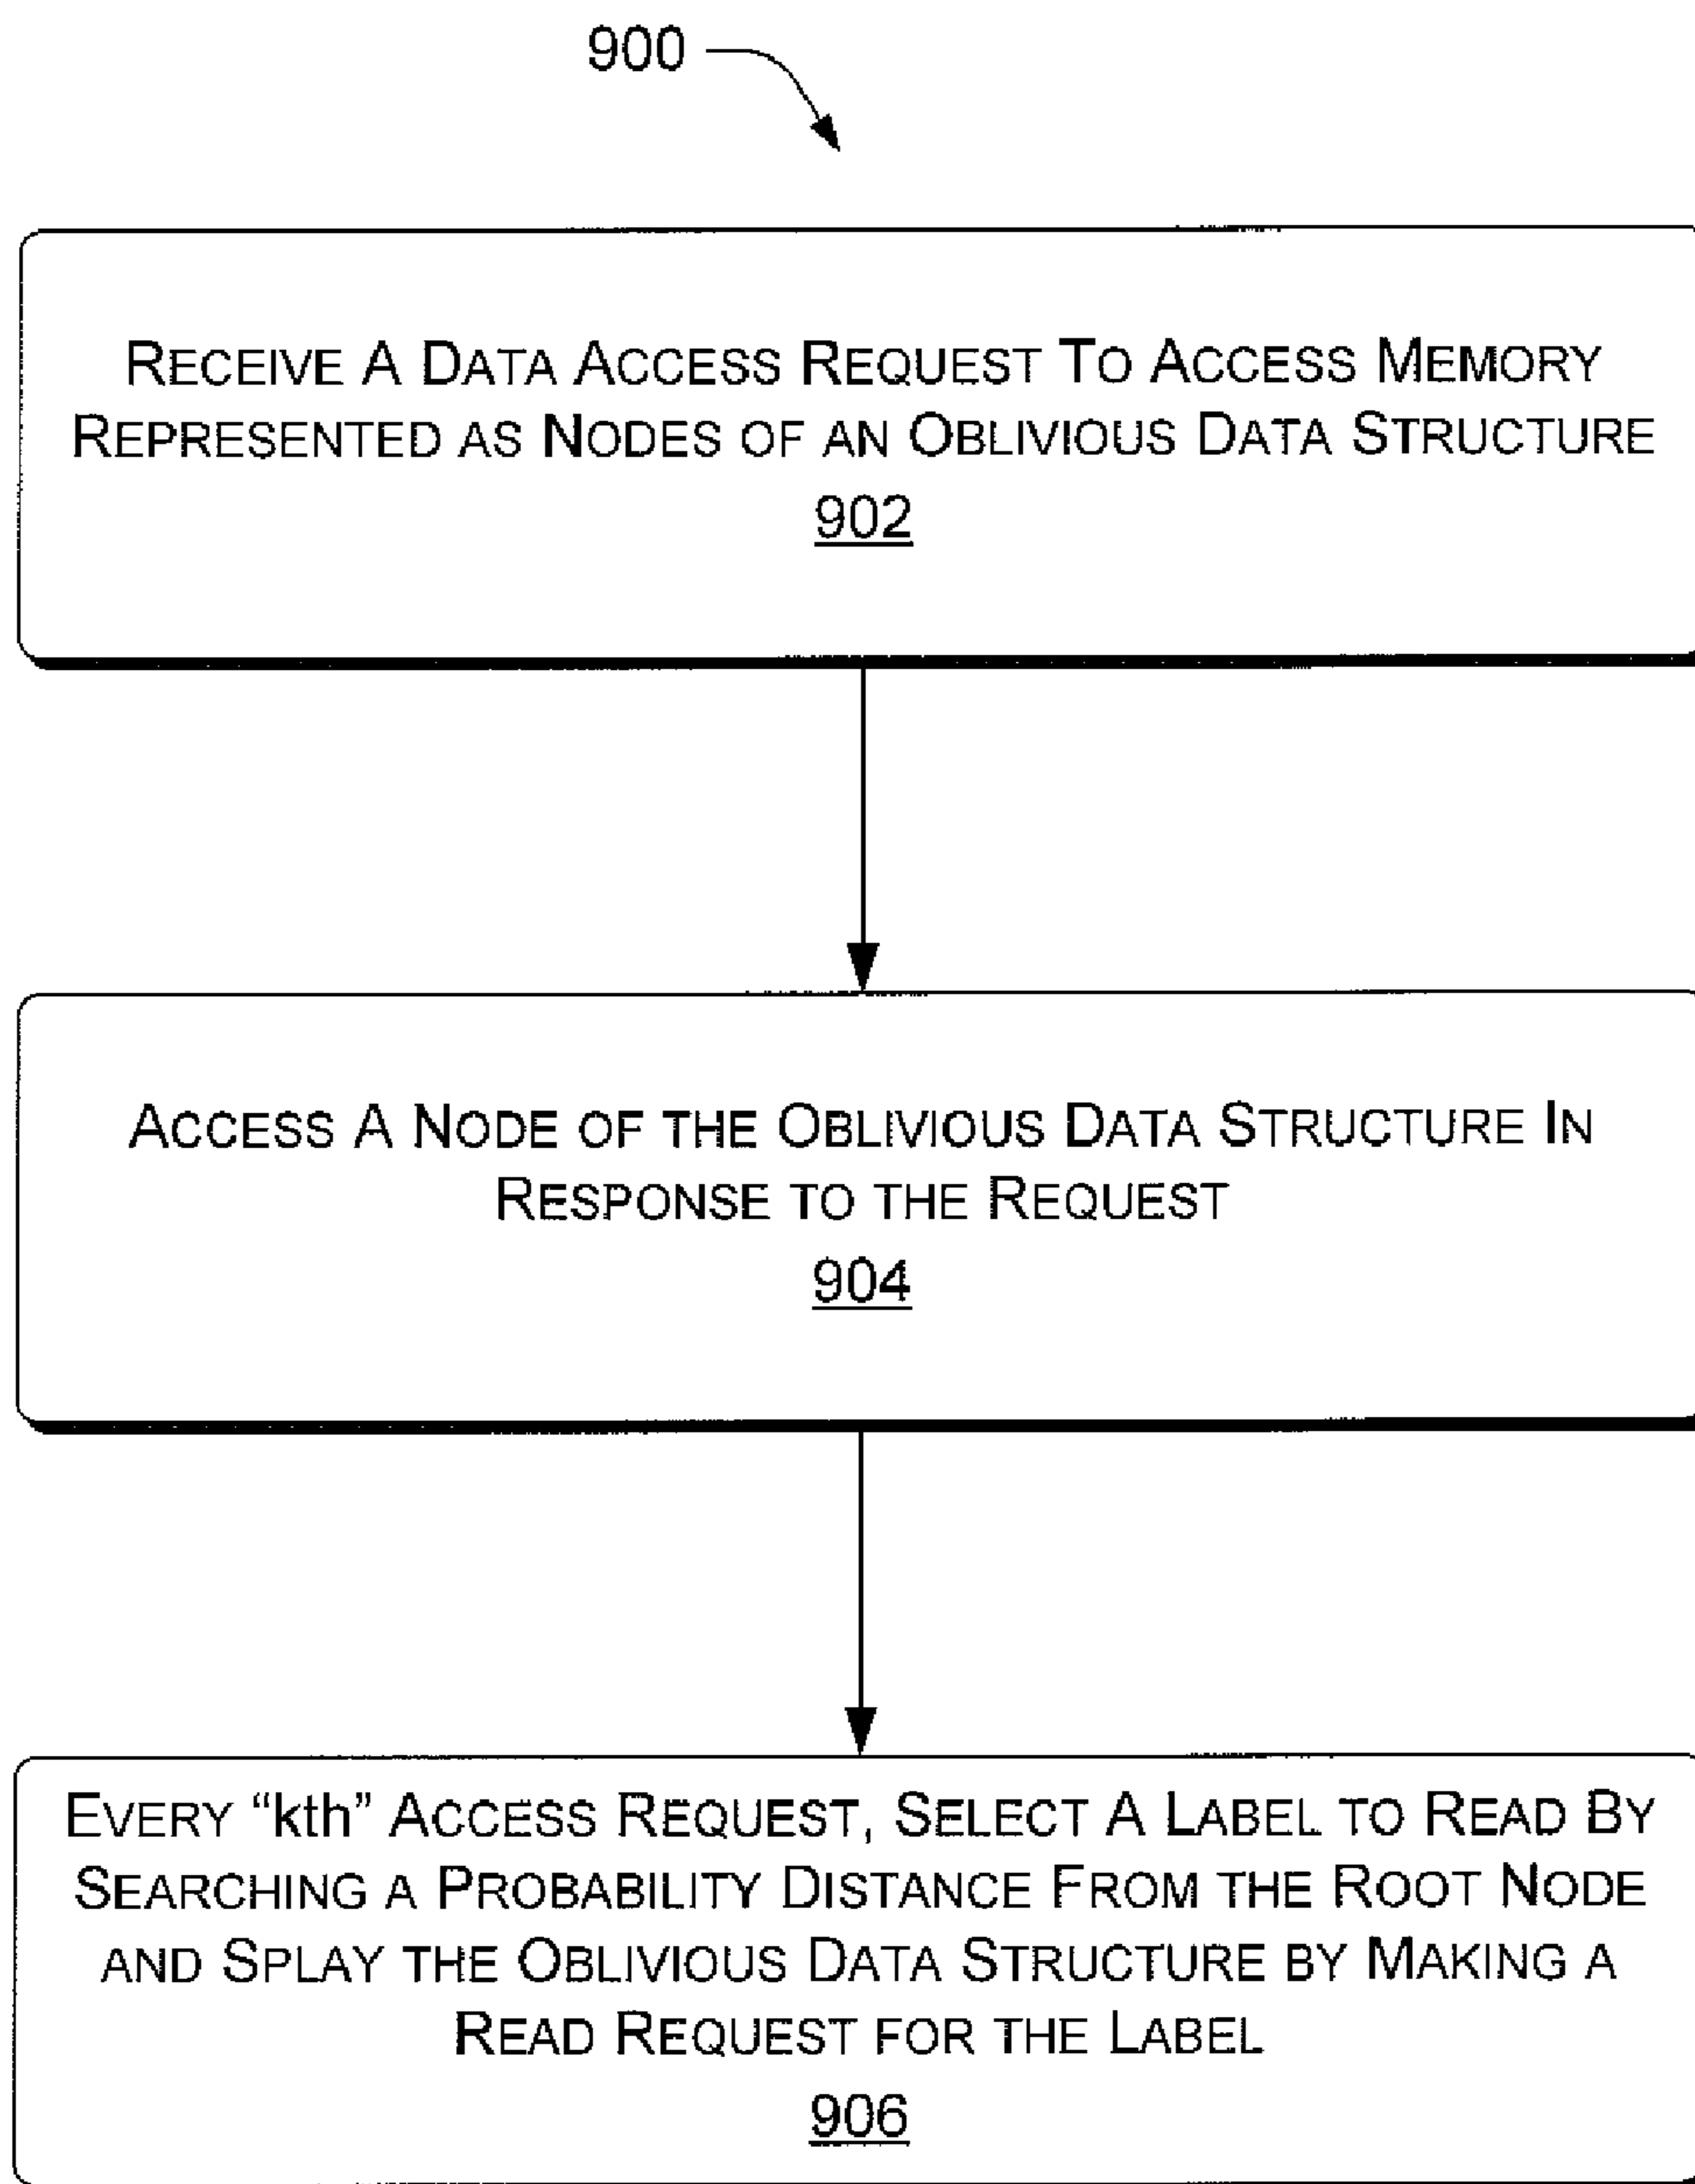 900
RECEIVE A DATA ACCESS REQUEST TO ACCESS MEMORY
REPRESENTED AS NODES OF AN OBLIVIOUS DATA STRUCTURE
902
ACCESS A NODE OF THE OBLIVIOUS DATA STRUCTURE IN
RESPONSE TO THE REQUEST
904
EVERY “kth” ACCESS REQUEST, SELECT A LABEL TO READ BY
SEARCHING A PROBABILITY DISTANCE FROM THE ROOT NODE
AND SPLAY THE OBLIVIOUS DATA STRUCTURE BY MAKING A
READ REQUEST FOR THE LABEL
906